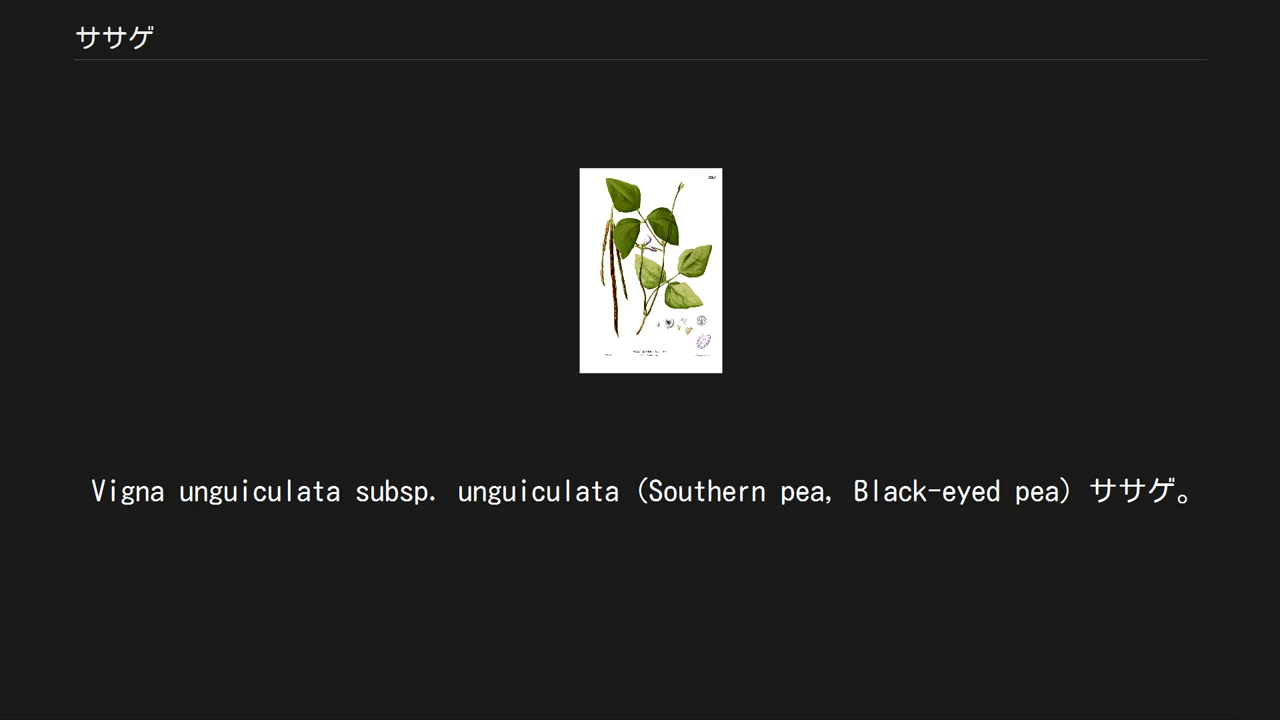 ササゲ
Vigna unguiculata subsp. unguiculata (Southern pea, Black-eyed pea) ササゲ。